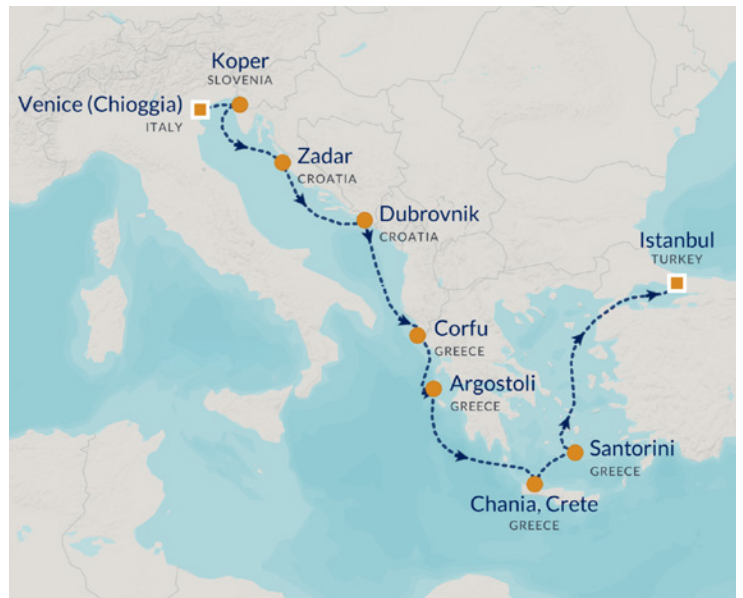 Koper
SLOVENIA
Venice (Chioggia)
ITALY
Zadar
CROATIA
Dubrovnik
CROATIA
Istanbul
TURKEY
Corfu
GREECE
Argostoli
GREECE
Santorini
GREECE
Chania, Crete
GREECE